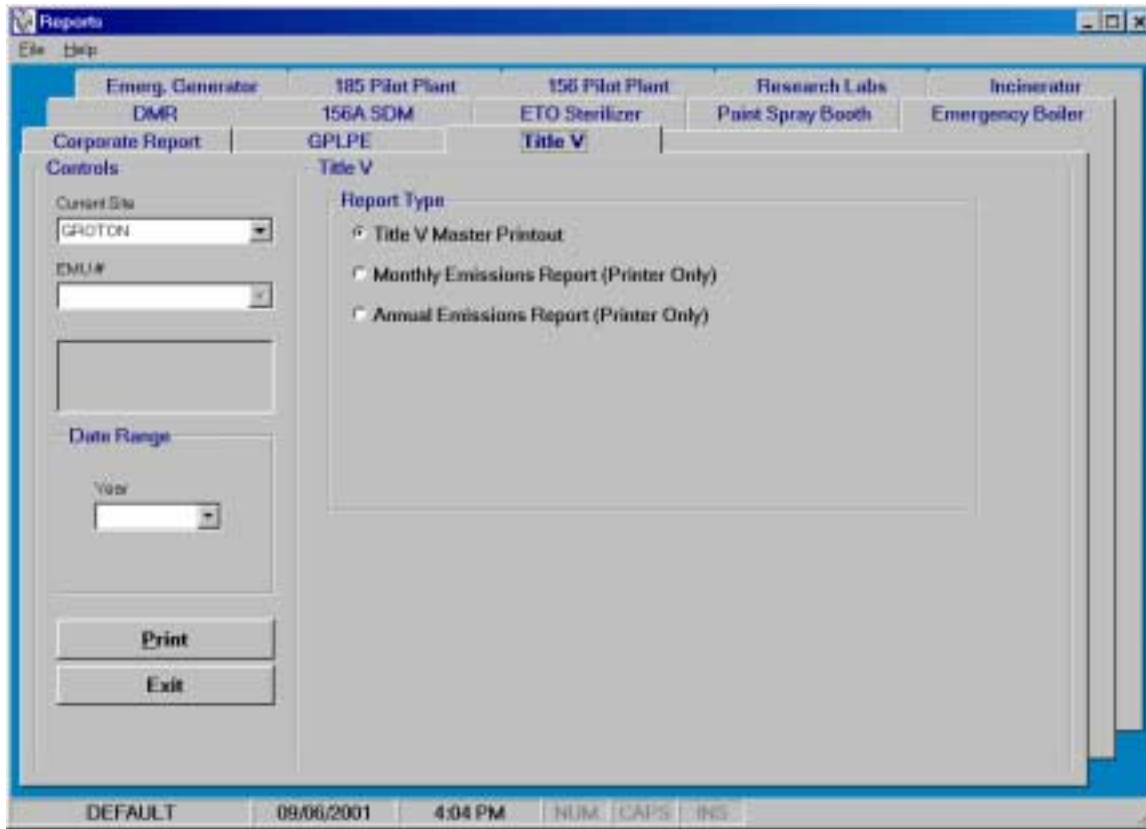 Reports
File Help
Emerg. Generator 185 Pilot Plant 156 Pilot Plant Research Labs Incinerator
DMR 156A SDM ETO Sterilizer Paint Spray Booth Emergency Boiler
Corporate Report GPLPE Title V
Controls
Current Site
GROTON
EMU#
Date Range
Year
Print
Exit
Title V
Report Type
Title V Master Printout
Monthly Emissions Report (Printer Only)
Annual Emissions Report (Printer Only)
DEFAULT 09/06/2001 4:04 PM NUM CAPS INS